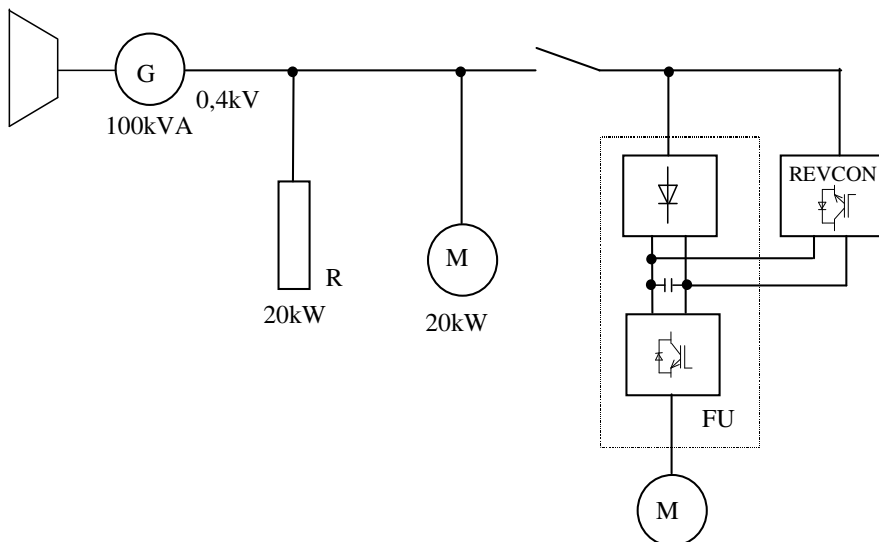 G
0,4kV
100kVA
REVCON
M
R
20kW
20kW
FU
M